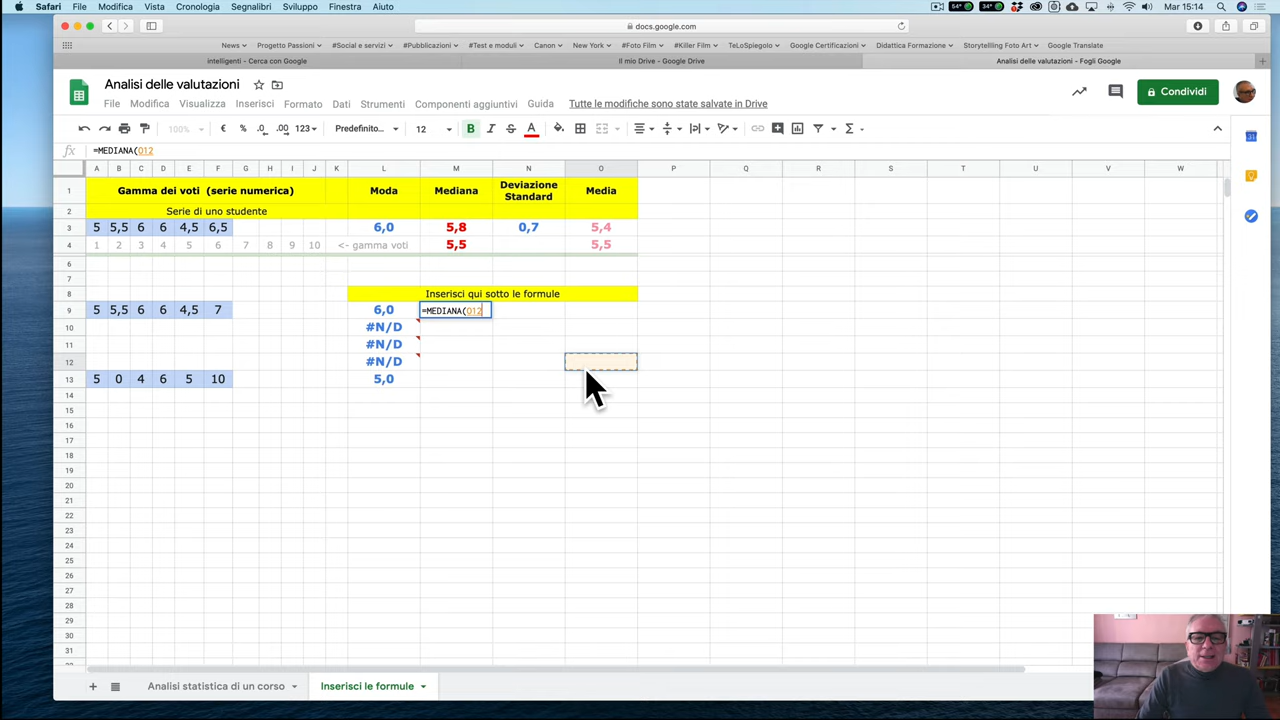 Safari File Modifica Vista Cronologia Segnalibri Sviluppo Finestra Aiuto 54° 34° Mar 15:14
docs.google.com
News Progetto Passioni #Social e servizi #Pubblicazioni #Test e moduli Canon New York #Foto Film #Killer Film TeLoSpiegolo Google Certificazioni Didattica Formazione Storytellling Foto Art Google Translate
intelligenti - Cerca con Google Il mio Drive - Google Drive Analisi delle valutazioni - Fogli Google
Analisi delle valutazioni
File Modifica Visualizza Inserisci Formato Dati Strumenti Componenti aggiuntivi Guida Tutte le modifiche sono state salvate in Drive Condividi
100% € % .0 .00 123 Predefinito... 12 B I S A
fx =MEDIANA(O12
A B C D E F G H I J K L M N O P Q R S T U V W
1 Gamma dei voti (serie numerica) Moda Mediana Deviazione Standard Media
2 Serie di uno studente
3 5 5,5 6 6 4,5 6,5 6,0 5,8 0,7 5,4
4 1 2 3 4 5 6 7 8 9 10 <- gamma voti 5,5 5,5
6
7
8 Inserisci qui sotto le formule
9 5 5,5 6 6 4,5 7 6,0 =MEDIANA(O12
10 #N/D
11 #N/D
12 #N/D
13 5 0 4 6 5 10 5,0
14
15
16
17
18
19
20
21
22
23
24
25
26
27
28
29
30
31
Analisi statistica di un corso Inserisci le formule